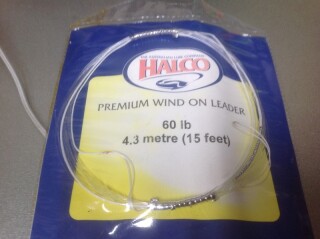 HALCO
PREMIUM WIND ON LEADER
60 lb
4.3 metre (15 feet)